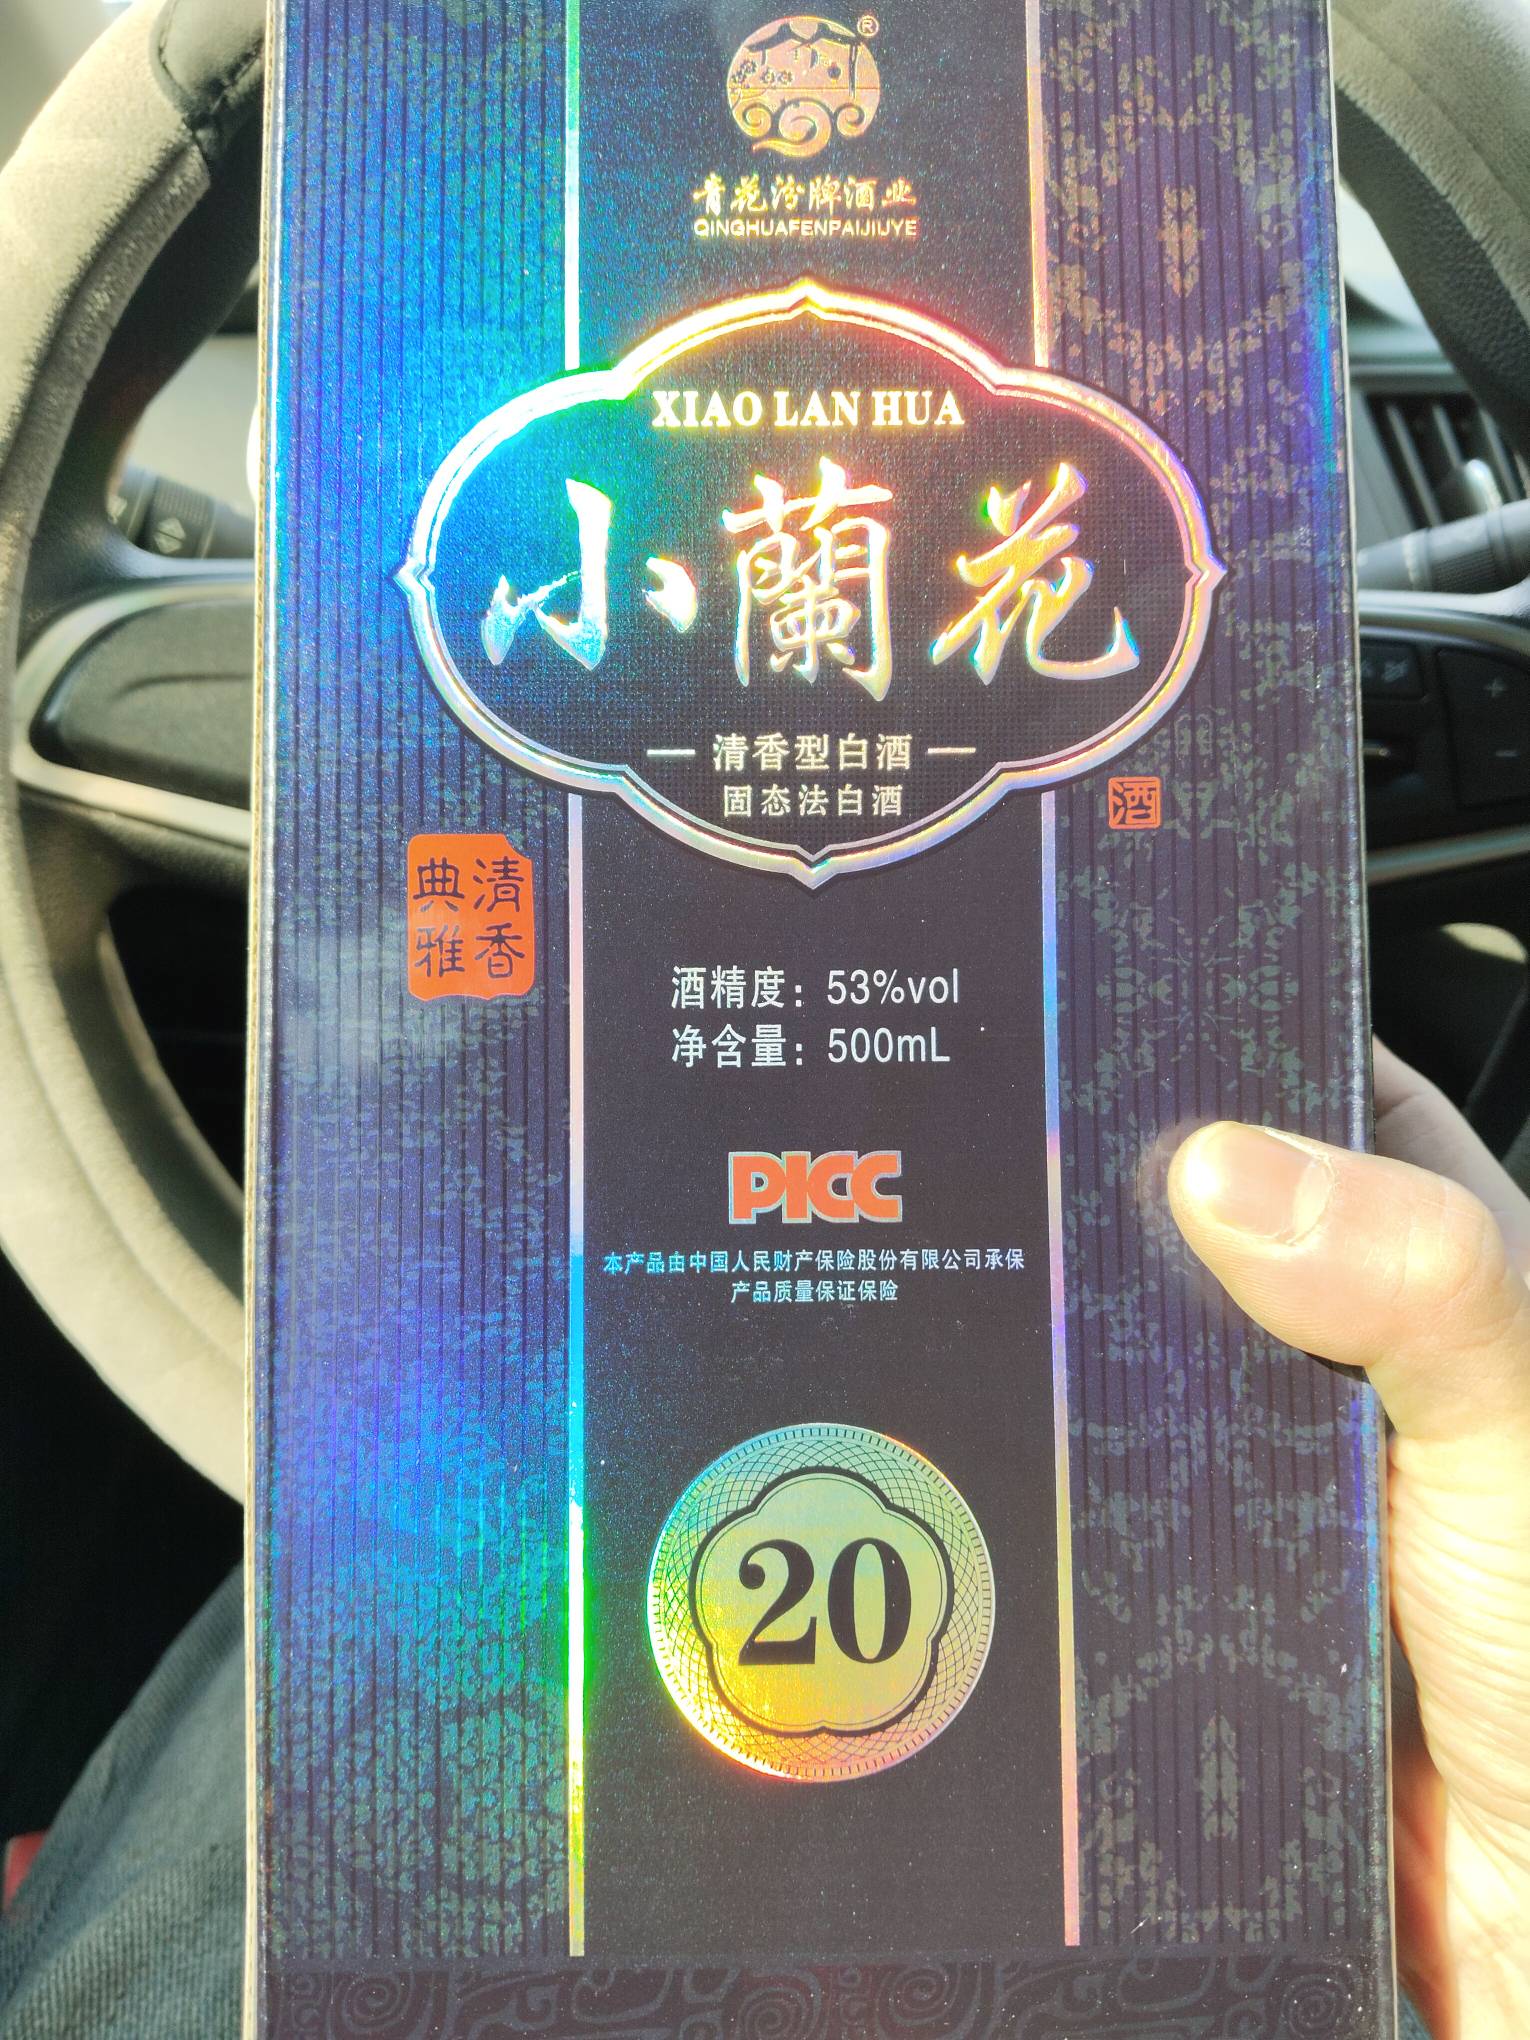 ®
青花汾牌酒业
QINGHUAFENPAIJIUYE
XIAO LAN HUA
小蘭花
清香型白酒
固态法白酒
酒
清香
典雅
酒精度：53%vol
净含量：500mL
PICC
本产品由中国人民财产保险股份有限公司承保
产品质量保证保险
20